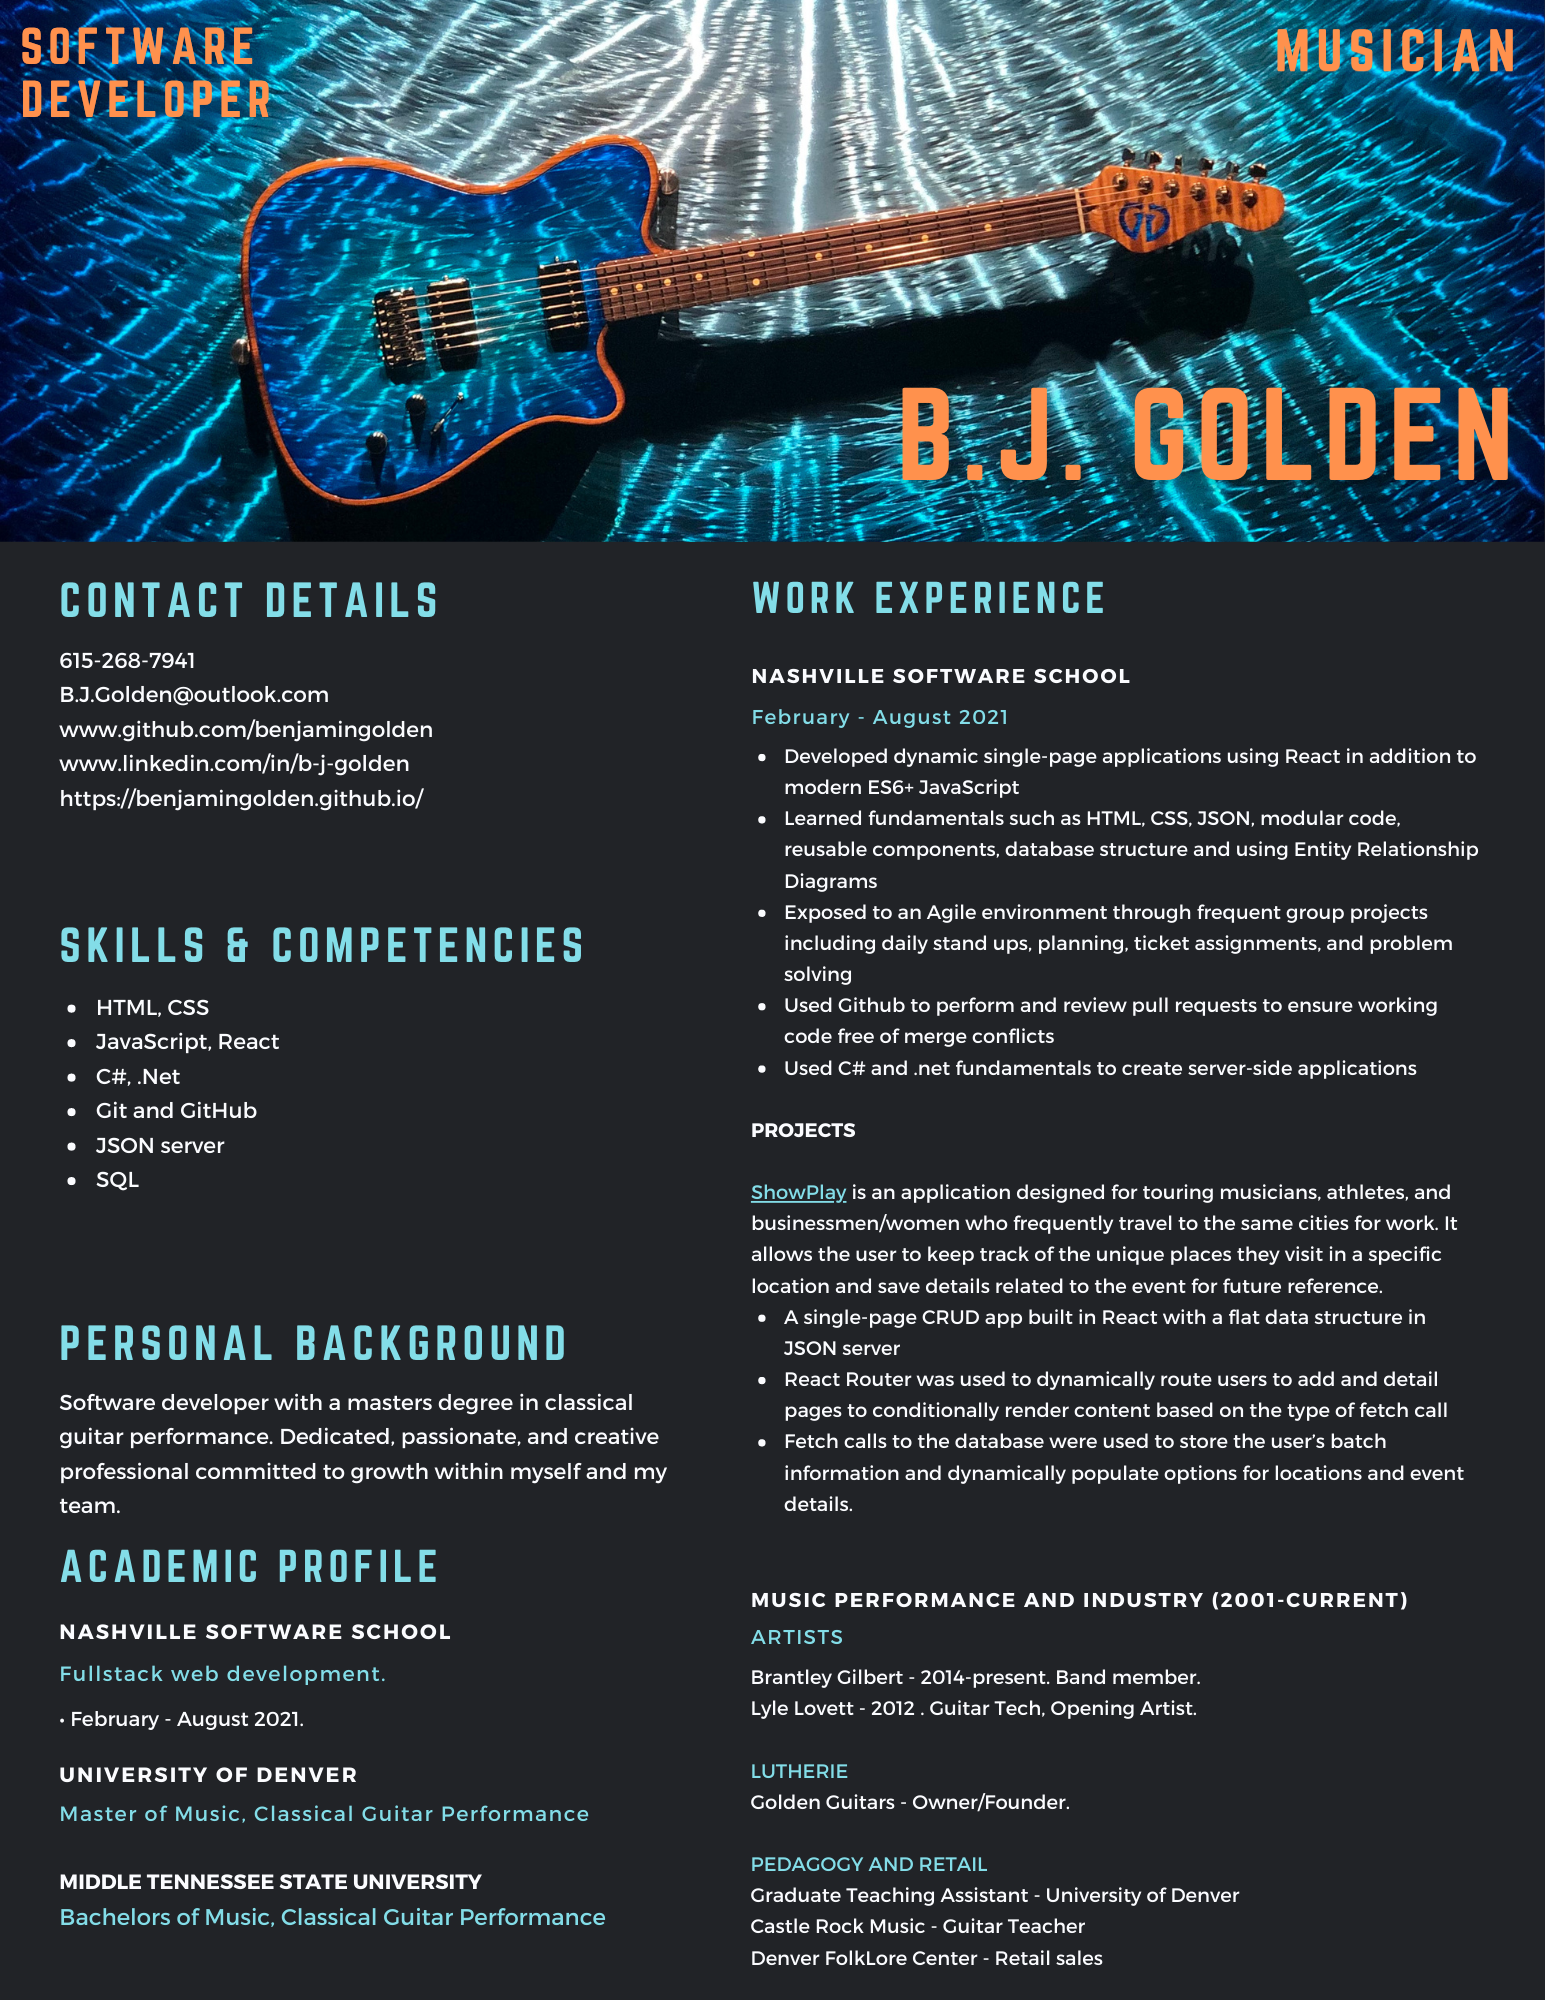 SOFTWARE
DEVELOPER
MUSICIAN
GG
B.J. GOLDEN
CONTACT DETAILS
615-268-7941
B.J.Golden@outlook.com
www.github.com/benjamingolden
www.linkedin.com/in/b-j-golden
https://benjamingolden.github.io/
SKILLS & COMPETENCIES
• HTML, CSS
• JavaScript, React
• C#, .Net
• Git and GitHub
• JSON server
• SQL
PERSONAL BACKGROUND
Software developer with a masters degree in classical
guitar performance. Dedicated, passionate, and creative
professional committed to growth within myself and my
team.
ACADEMIC PROFILE
NASHVILLE SOFTWARE SCHOOL
Fullstack web development.
• February - August 2021.
UNIVERSITY OF DENVER
Master of Music, Classical Guitar Performance
MIDDLE TENNESSEE STATE UNIVERSITY
Bachelors of Music, Classical Guitar Performance
WORK EXPERIENCE
NASHVILLE SOFTWARE SCHOOL
February - August 2021
• Developed dynamic single-page applications using React in addition to
modern ES6+ JavaScript
• Learned fundamentals such as HTML, CSS, JSON, modular code,
reusable components, database structure and using Entity Relationship
Diagrams
• Exposed to an Agile environment through frequent group projects
including daily stand ups, planning, ticket assignments, and problem
solving
• Used Github to perform and review pull requests to ensure working
code free of merge conflicts
• Used C# and .net fundamentals to create server-side applications
PROJECTS
ShowPlay is an application designed for touring musicians, athletes, and
businessmen/women who frequently travel to the same cities for work. It
allows the user to keep track of the unique places they visit in a specific
location and save details related to the event for future reference.
• A single-page CRUD app built in React with a flat data structure in
JSON server
• React Router was used to dynamically route users to add and detail
pages to conditionally render content based on the type of fetch call
• Fetch calls to the database were used to store the user's batch
information and dynamically populate options for locations and event
details.
MUSIC PERFORMANCE AND INDUSTRY (2001-CURRENT)
ARTISTS
Brantley Gilbert - 2014-present. Band member.
Lyle Lovett - 2012 . Guitar Tech, Opening Artist.
LUTHERIE
Golden Guitars - Owner/Founder.
PEDAGOGY AND RETAIL
Graduate Teaching Assistant - University of Denver
Castle Rock Music - Guitar Teacher
Denver FolkLore Center - Retail sales